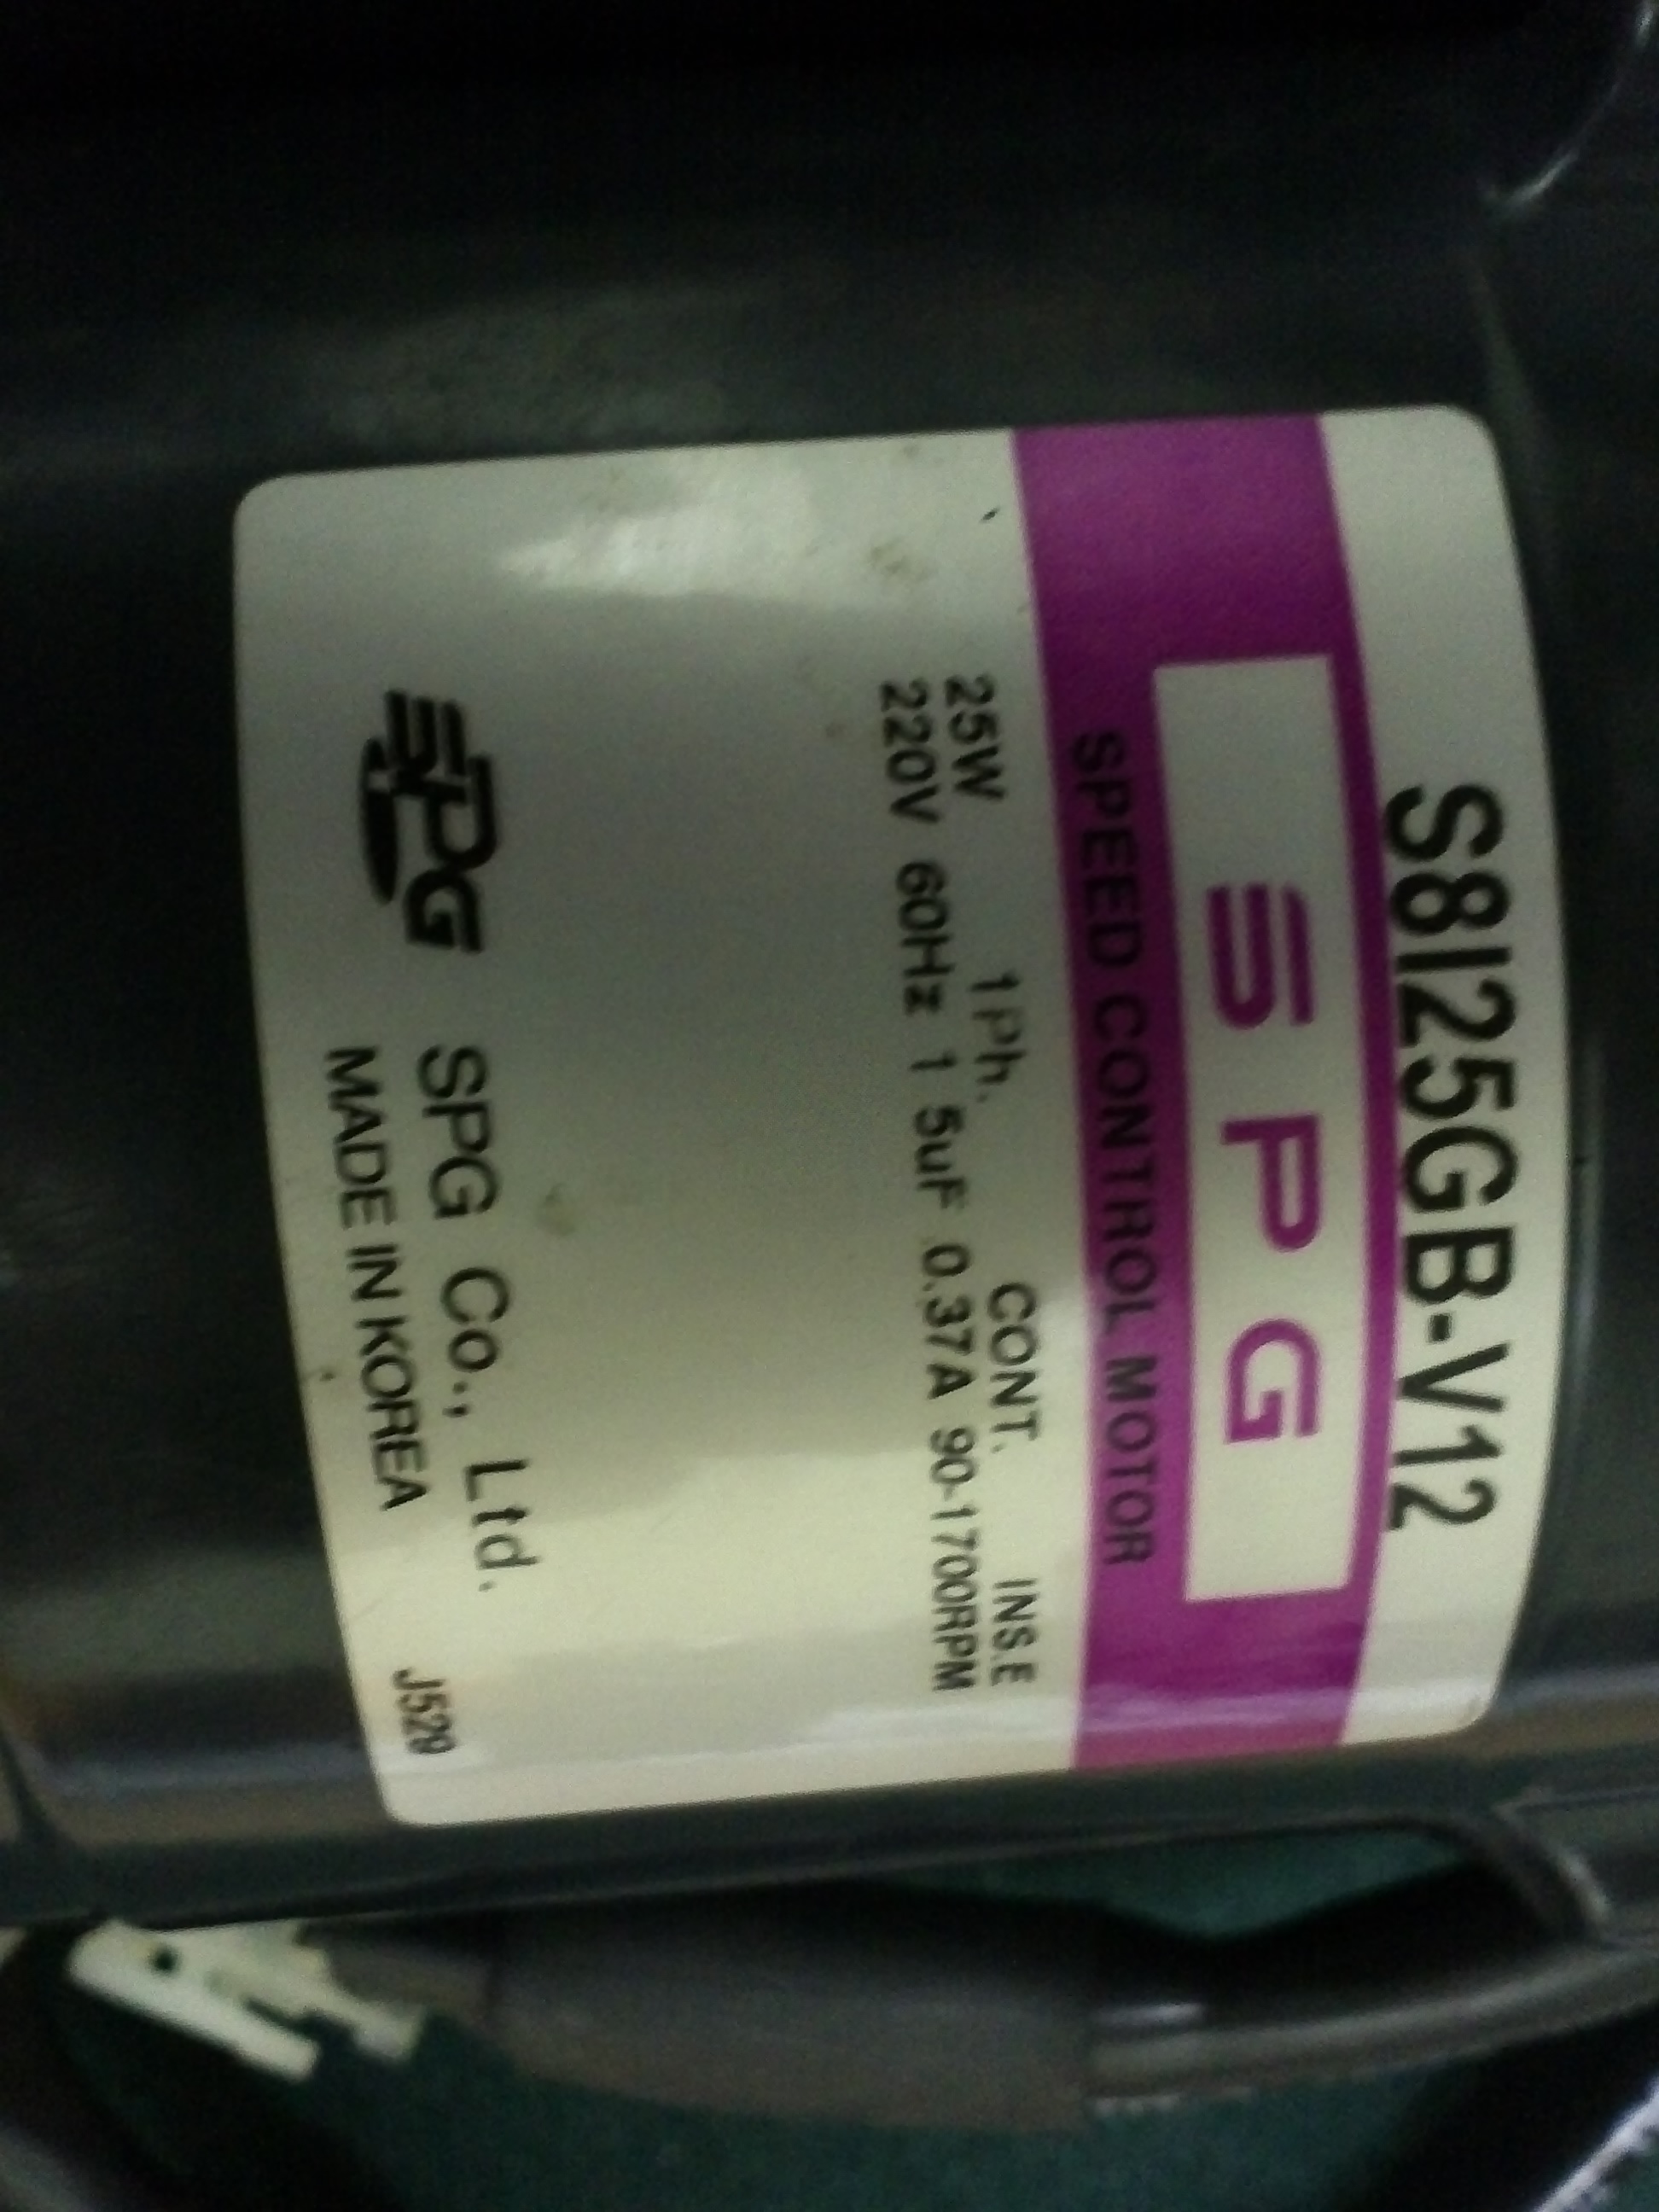 S8I25GB-V12
SPG
SPEED CONTROL MOTOR
25W 1Ph. CONT. INS.E
220V 60Hz 1 5uF 0.37A 90-1700RPM
SPG SPG Co., Ltd.
MADE IN KOREA J529